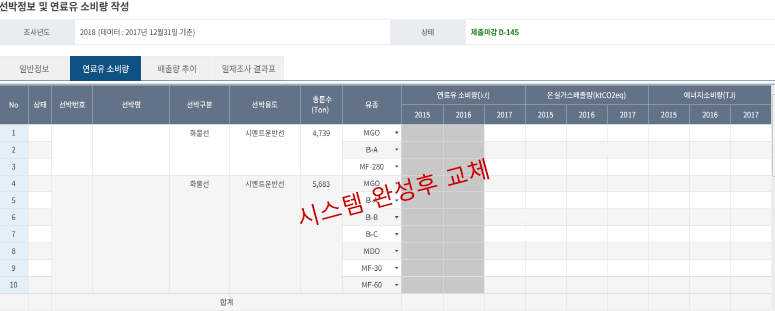 선박정보 및 연료유 소비량 작성
조사년도 2018 (데이터 : 2017년 12월31일 기준) 상태 제출마감 D-145
일반정보 연료유 소비량 배출량 추이 일제조사 결과표
No 상태 선박번호 선박명 선박구분 선박용도 총톤수 (Ton) 유종 연료유 소비량(㎘) 온실가스배출량(ktCO2eq) 에너지소비량(TJ)
2015 2016 2017 2015 2016 2017 2015 2016 2017
1 화물선 시멘트운반선 4,739 MGO
2 B-A
3 MF-280
4 화물선 시멘트운반선 5,683 MGO
5 B-A
6 B-B
7 B-C
8 MDO
9 MF-30
10 MF-60
합계
시스템 완성후 교체